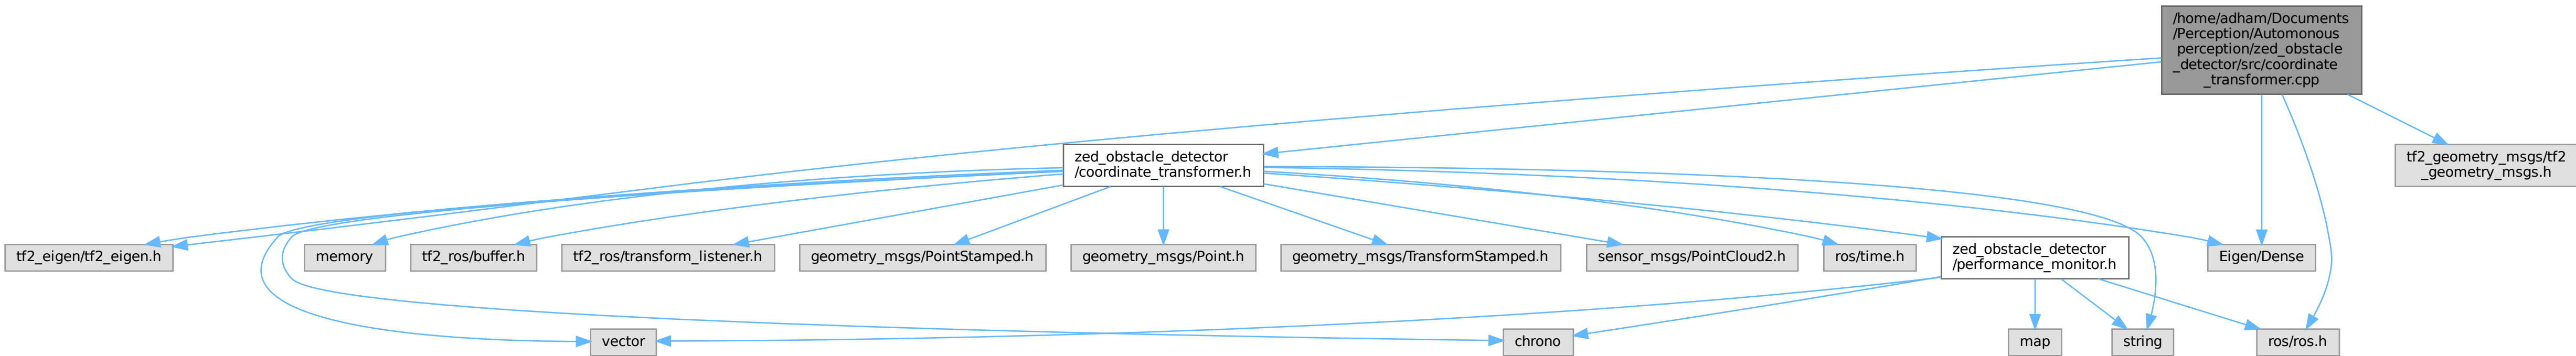 /home/adham/Documents
/Perception/Automonous
perception/zed_obstacle
_detector/src/coordinate
_transformer.cpp
zed_obstacle_detector
/coordinate_transformer.h
tf2_geometry_msgs/tf2
_geometry_msgs.h
tf2_eigen/tf2_eigen.h
memory
tf2_ros/buffer.h
tf2_ros/transform_listener.h
geometry_msgs/PointStamped.h
geometry_msgs/Point.h
geometry_msgs/TransformStamped.h
sensor_msgs/PointCloud2.h
ros/time.h
zed_obstacle_detector
/performance_monitor.h
Eigen/Dense
vector
chrono
map
string
ros/ros.h